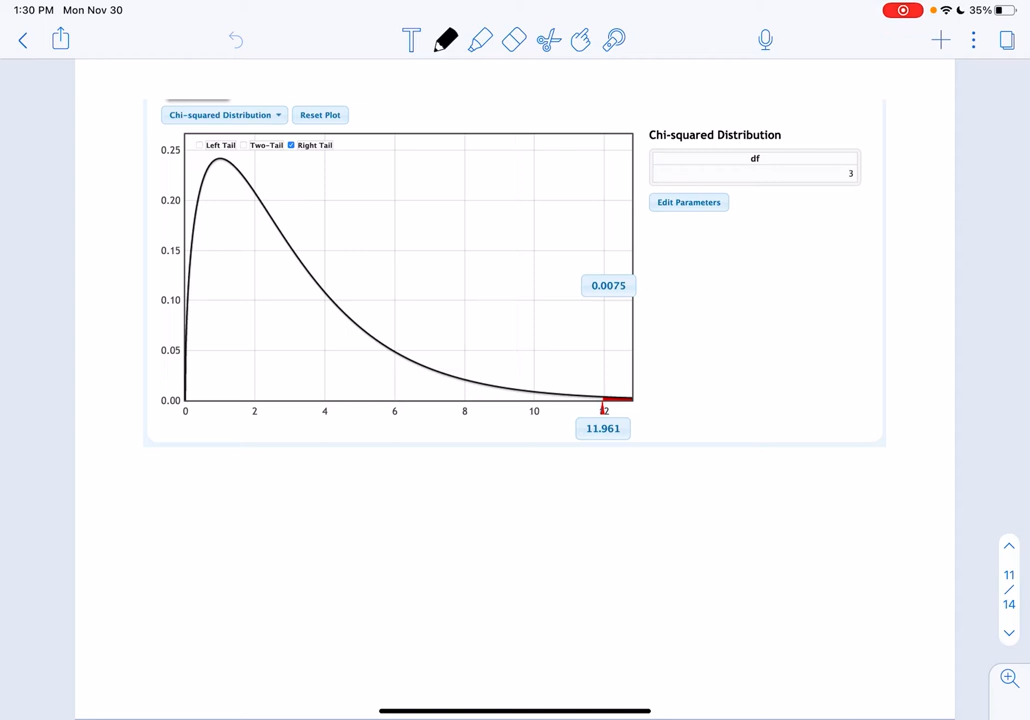 1:30 PM Mon Nov 30
35%
T
Chi-squared Distribution
Reset Plot
Left Tail Two-Tail Right Tail
0.25
0.20
0.15
0.10
0.05
0.00
0 2 4 6 8 10 12
0.0075
11.961
Chi-squared Distribution
df
3
Edit Parameters
11
/
14